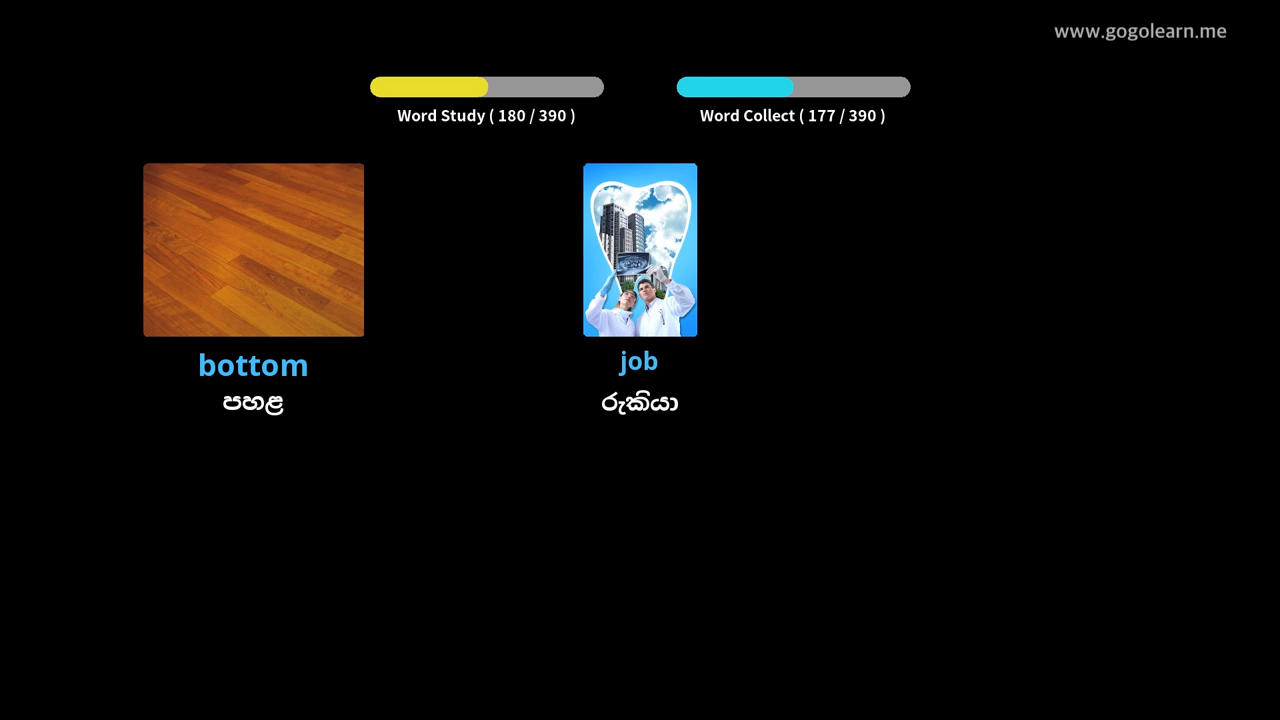 www.gogolearn.me
Word Study ( 180 / 390 )
Word Collect ( 177 / 390 )
bottom
පහළ
job
රුකියා